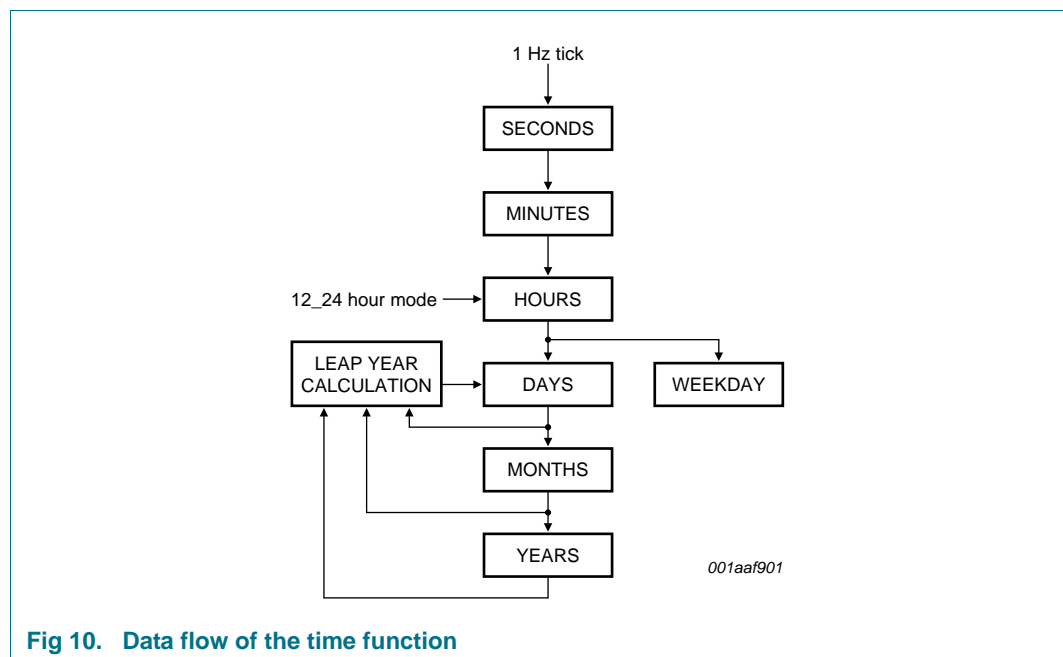 1 Hz tick
SECONDS
MINUTES
12_24 hour mode
HOURS
LEAP YEAR
CALCULATION
DAYS
WEEKDAY
MONTHS
YEARS
001aaf901
Fig 10. Data flow of the time function